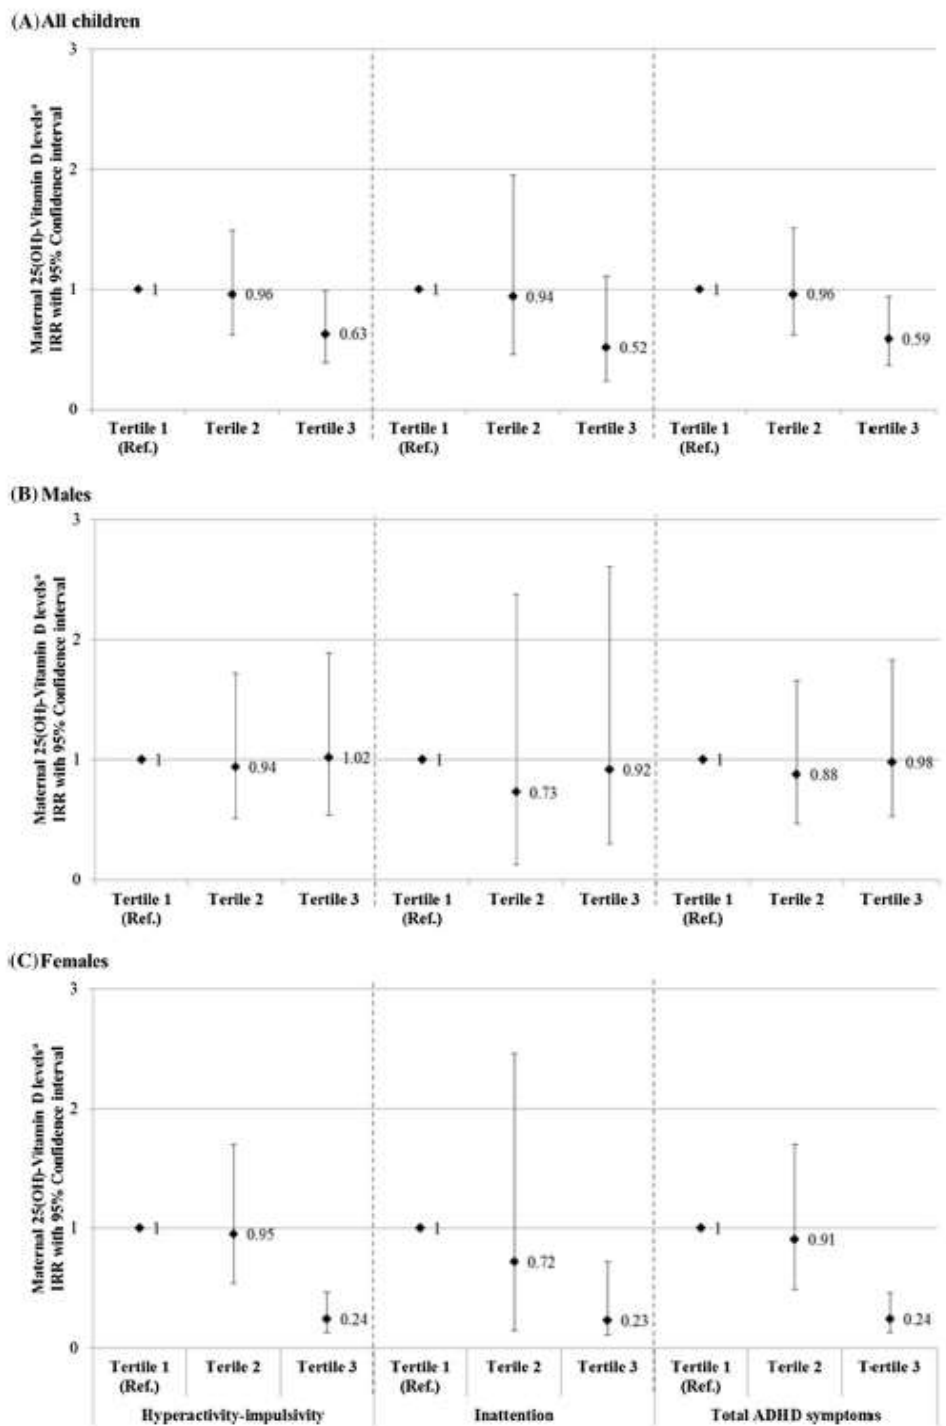 (A) All children
Maternal 25(OH)-Vitamin D levelsª
IRR with 95% Confidence interval
3
2
1
0
1
0.96
0.63
1
0.94
0.52
1
0.96
0.59
Tertile 1 Terile 2 Tertile 3 Tertile 1 Terile 2 Tertile 3 Tertile 1 Terile 2 Tertile 3
(Ref.) (Ref.) (Ref.)
(B) Males
Maternal 25(OH)-Vitamin D levelsª
IRR with 95% Confidence interval
3
2
1
0
1
0.94
1.02
1
0.73
0.92
1
0.88
0.98
Tertile 1 Terile 2 Tertile 3 Tertile 1 Terile 2 Tertile 3 Tertile 1 Terile 2 Tertile 3
(Ref.) (Ref.) (Ref.)
(C) Females
Maternal 25(OH)-Vitamin D levelsª
IRR with 95% Confidence interval
3
2
1
0
1
0.95
0.24
1
0.72
0.23
1
0.91
0.24
Tertile 1 Terile 2 Tertile 3 Tertile 1 Terile 2 Tertile 3 Tertile 1 Terile 2 Tertile 3
(Ref.) (Ref.) (Ref.)
Hyperactivity-impulsivity Inattention Total ADHD symptoms